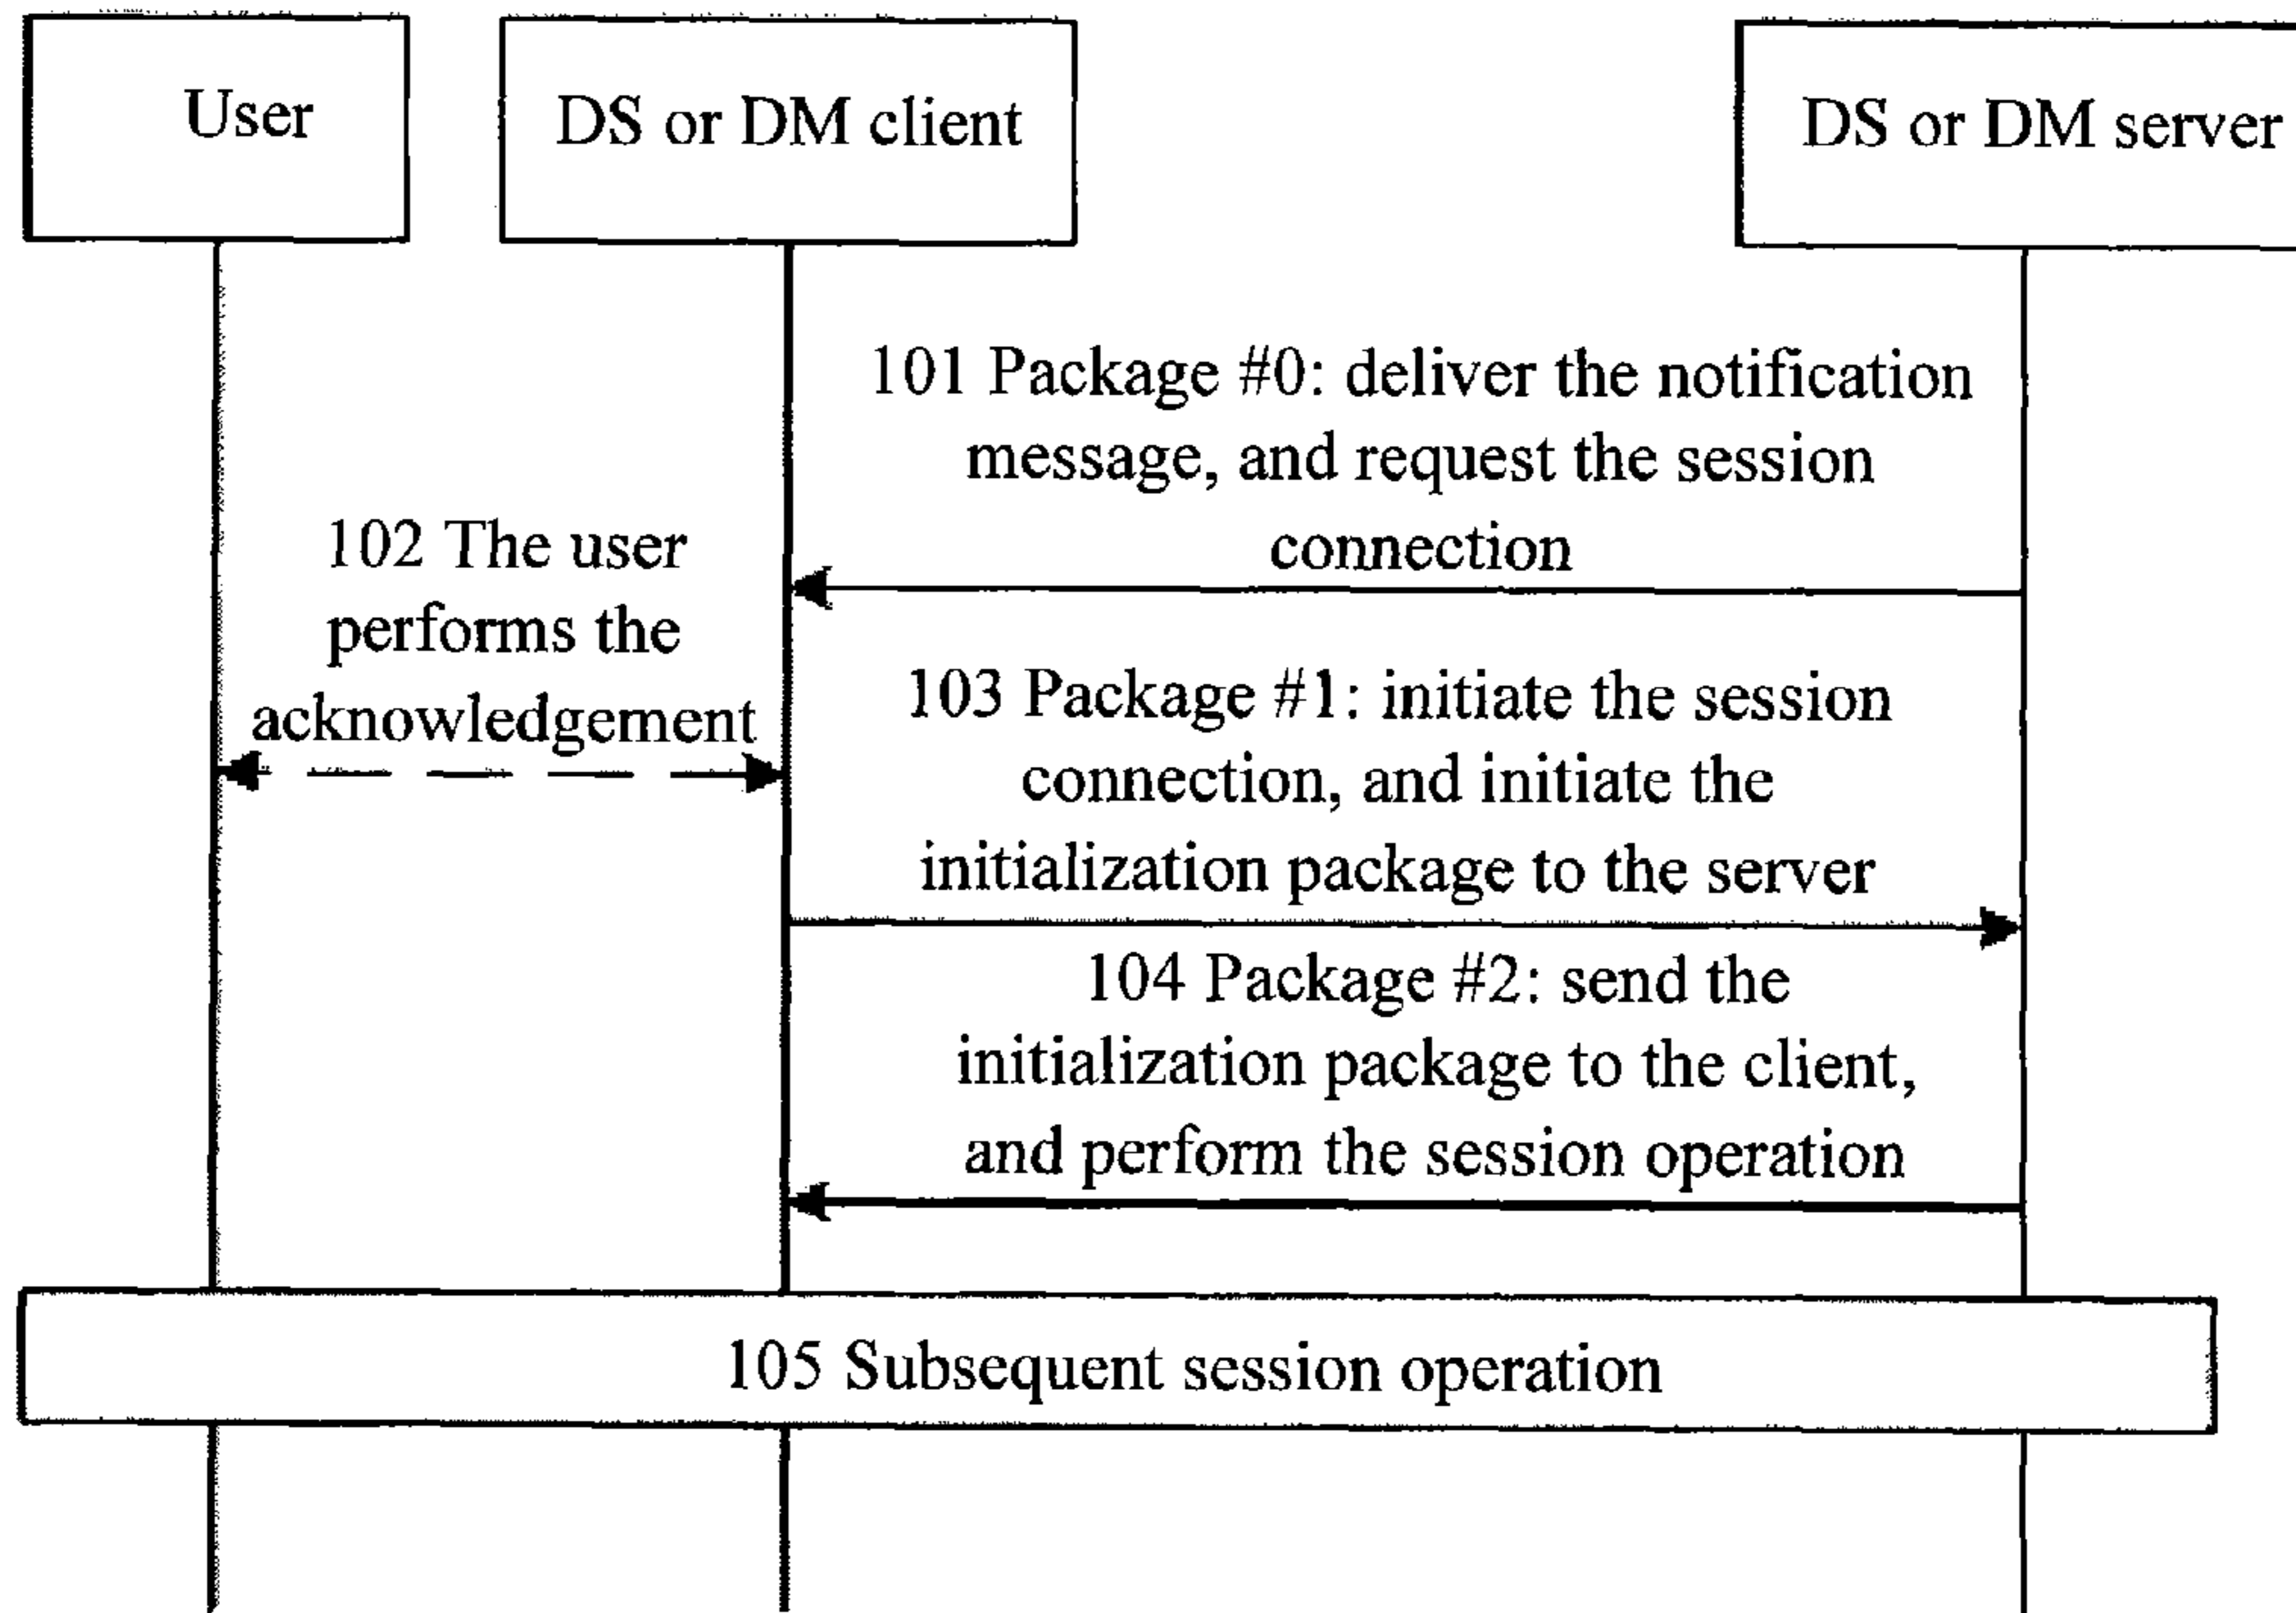 User
DS or DM client
DS or DM server
101 Package #0: deliver the notification
message, and request the session
connection
102 The user
performs the
acknowledgement
103 Package #1: initiate the session
connection, and initiate the
initialization package to the server
104 Package #2: send the
initialization package to the client,
and perform the session operation
105 Subsequent session operation